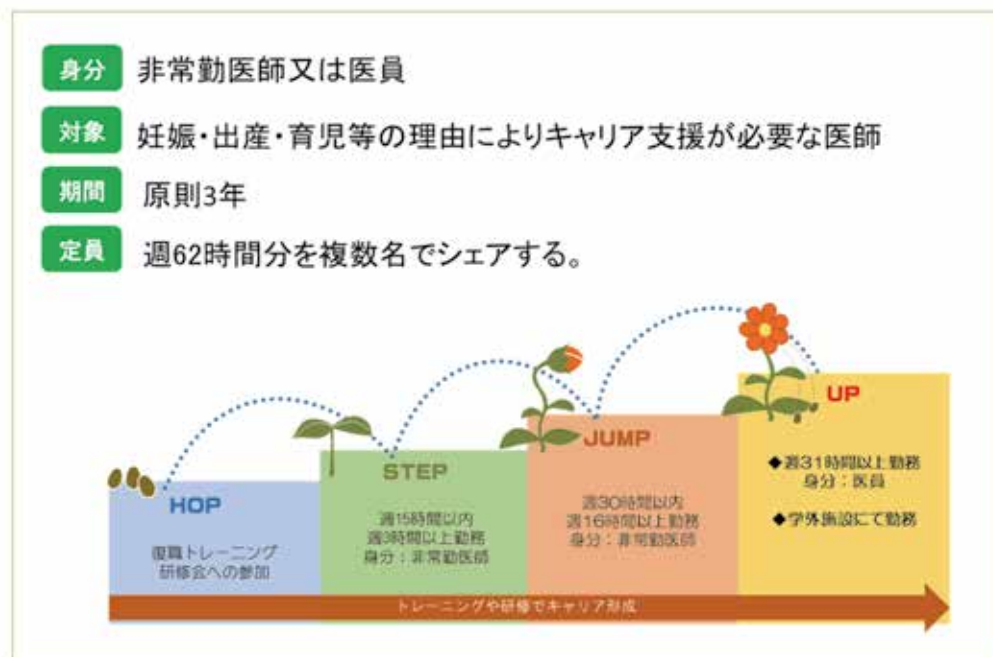 身分 非常勤医師又は医員
対象 妊娠・出産・育児等の理由によりキャリア支援が必要な医師
期間 原則3年
定員 週62時間分を複数名でシェアする。
HOP
復職トレーニング
研修会への参加
STEP
週15時間以内
週3時間以上勤務
身分：非常勤医師
JUMP
週30時間以内
週16時間以上勤務
身分：非常勤医師
UP
◆週31時間以上勤務
身分：医員
◆学外施設にて勤務
トレーニングや研修でキャリア形成